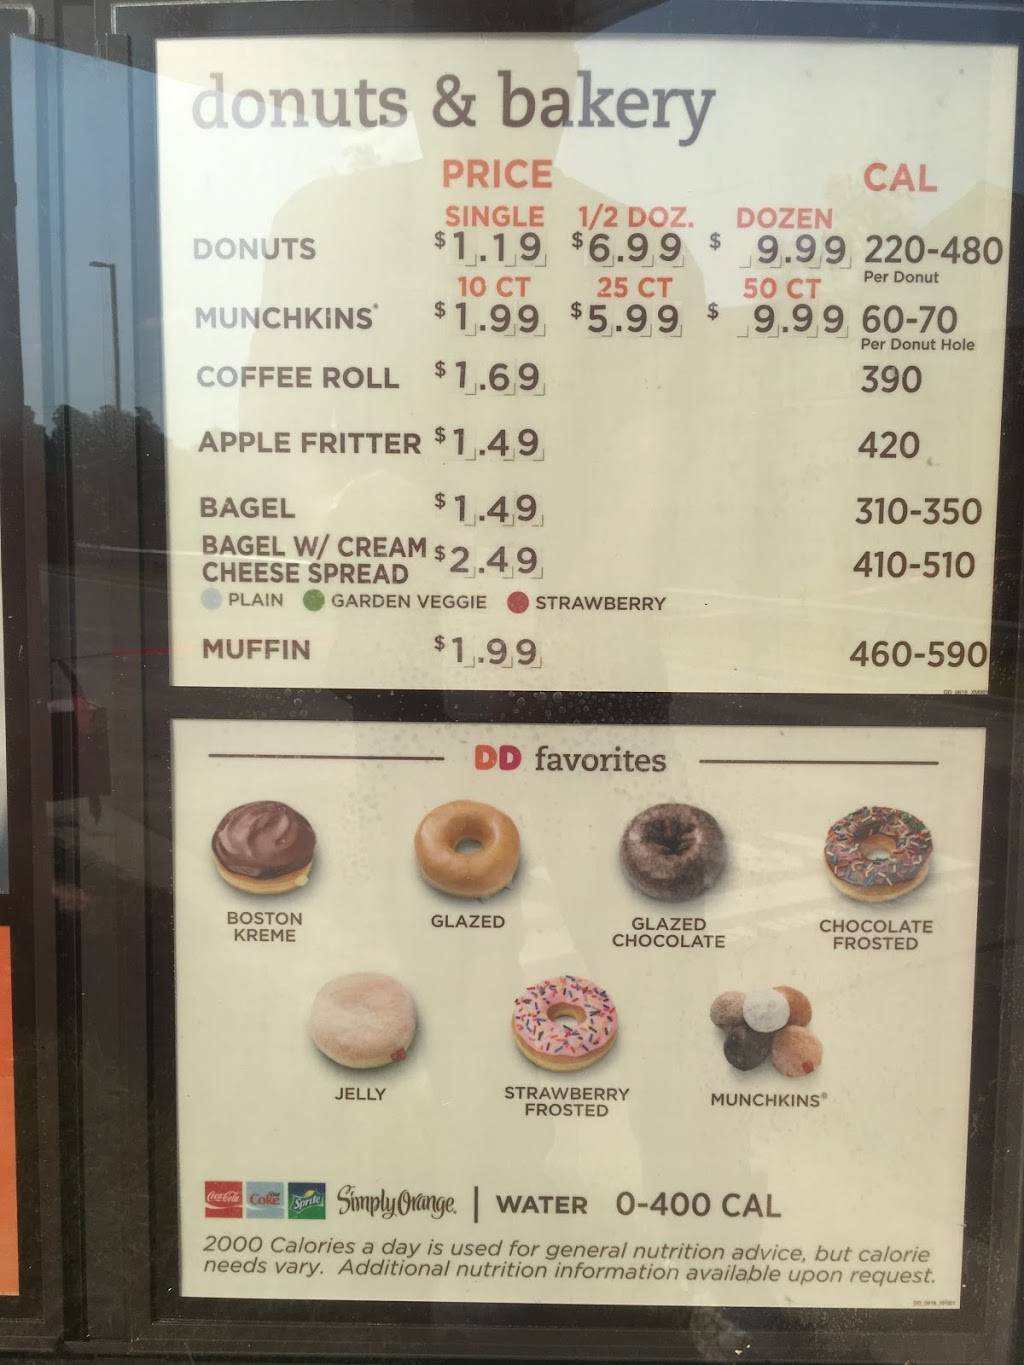 donuts & bakery
PRICE CAL
SINGLE 1/2 DOZ. DOZEN
DONUTS $1.19 $6.99 $9.99 220-480
Per Donut
10 CT 25 CT 50 CT
MUNCHKINS® $1.99 $5.99 $9.99 60-70
Per Donut Hole
COFFEE ROLL $1.69 390
APPLE FRITTER $1.49 420
BAGEL $1.49 310-350
BAGEL W/ CREAM
CHEESE SPREAD $2.49 410-510
PLAIN GARDEN VEGGIE STRAWBERRY
MUFFIN $1.99 460-590
DD favorites
BOSTON
KREME
GLAZED
GLAZED
CHOCOLATE
CHOCOLATE
FROSTED
JELLY
STRAWBERRY
FROSTED
MUNCHKINS®
Coca-Cola Diet Coke Sprite Simply Orange | WATER 0-400 CAL
2000 Calories a day is used for general nutrition advice, but calorie
needs vary. Additional nutrition information available upon request.